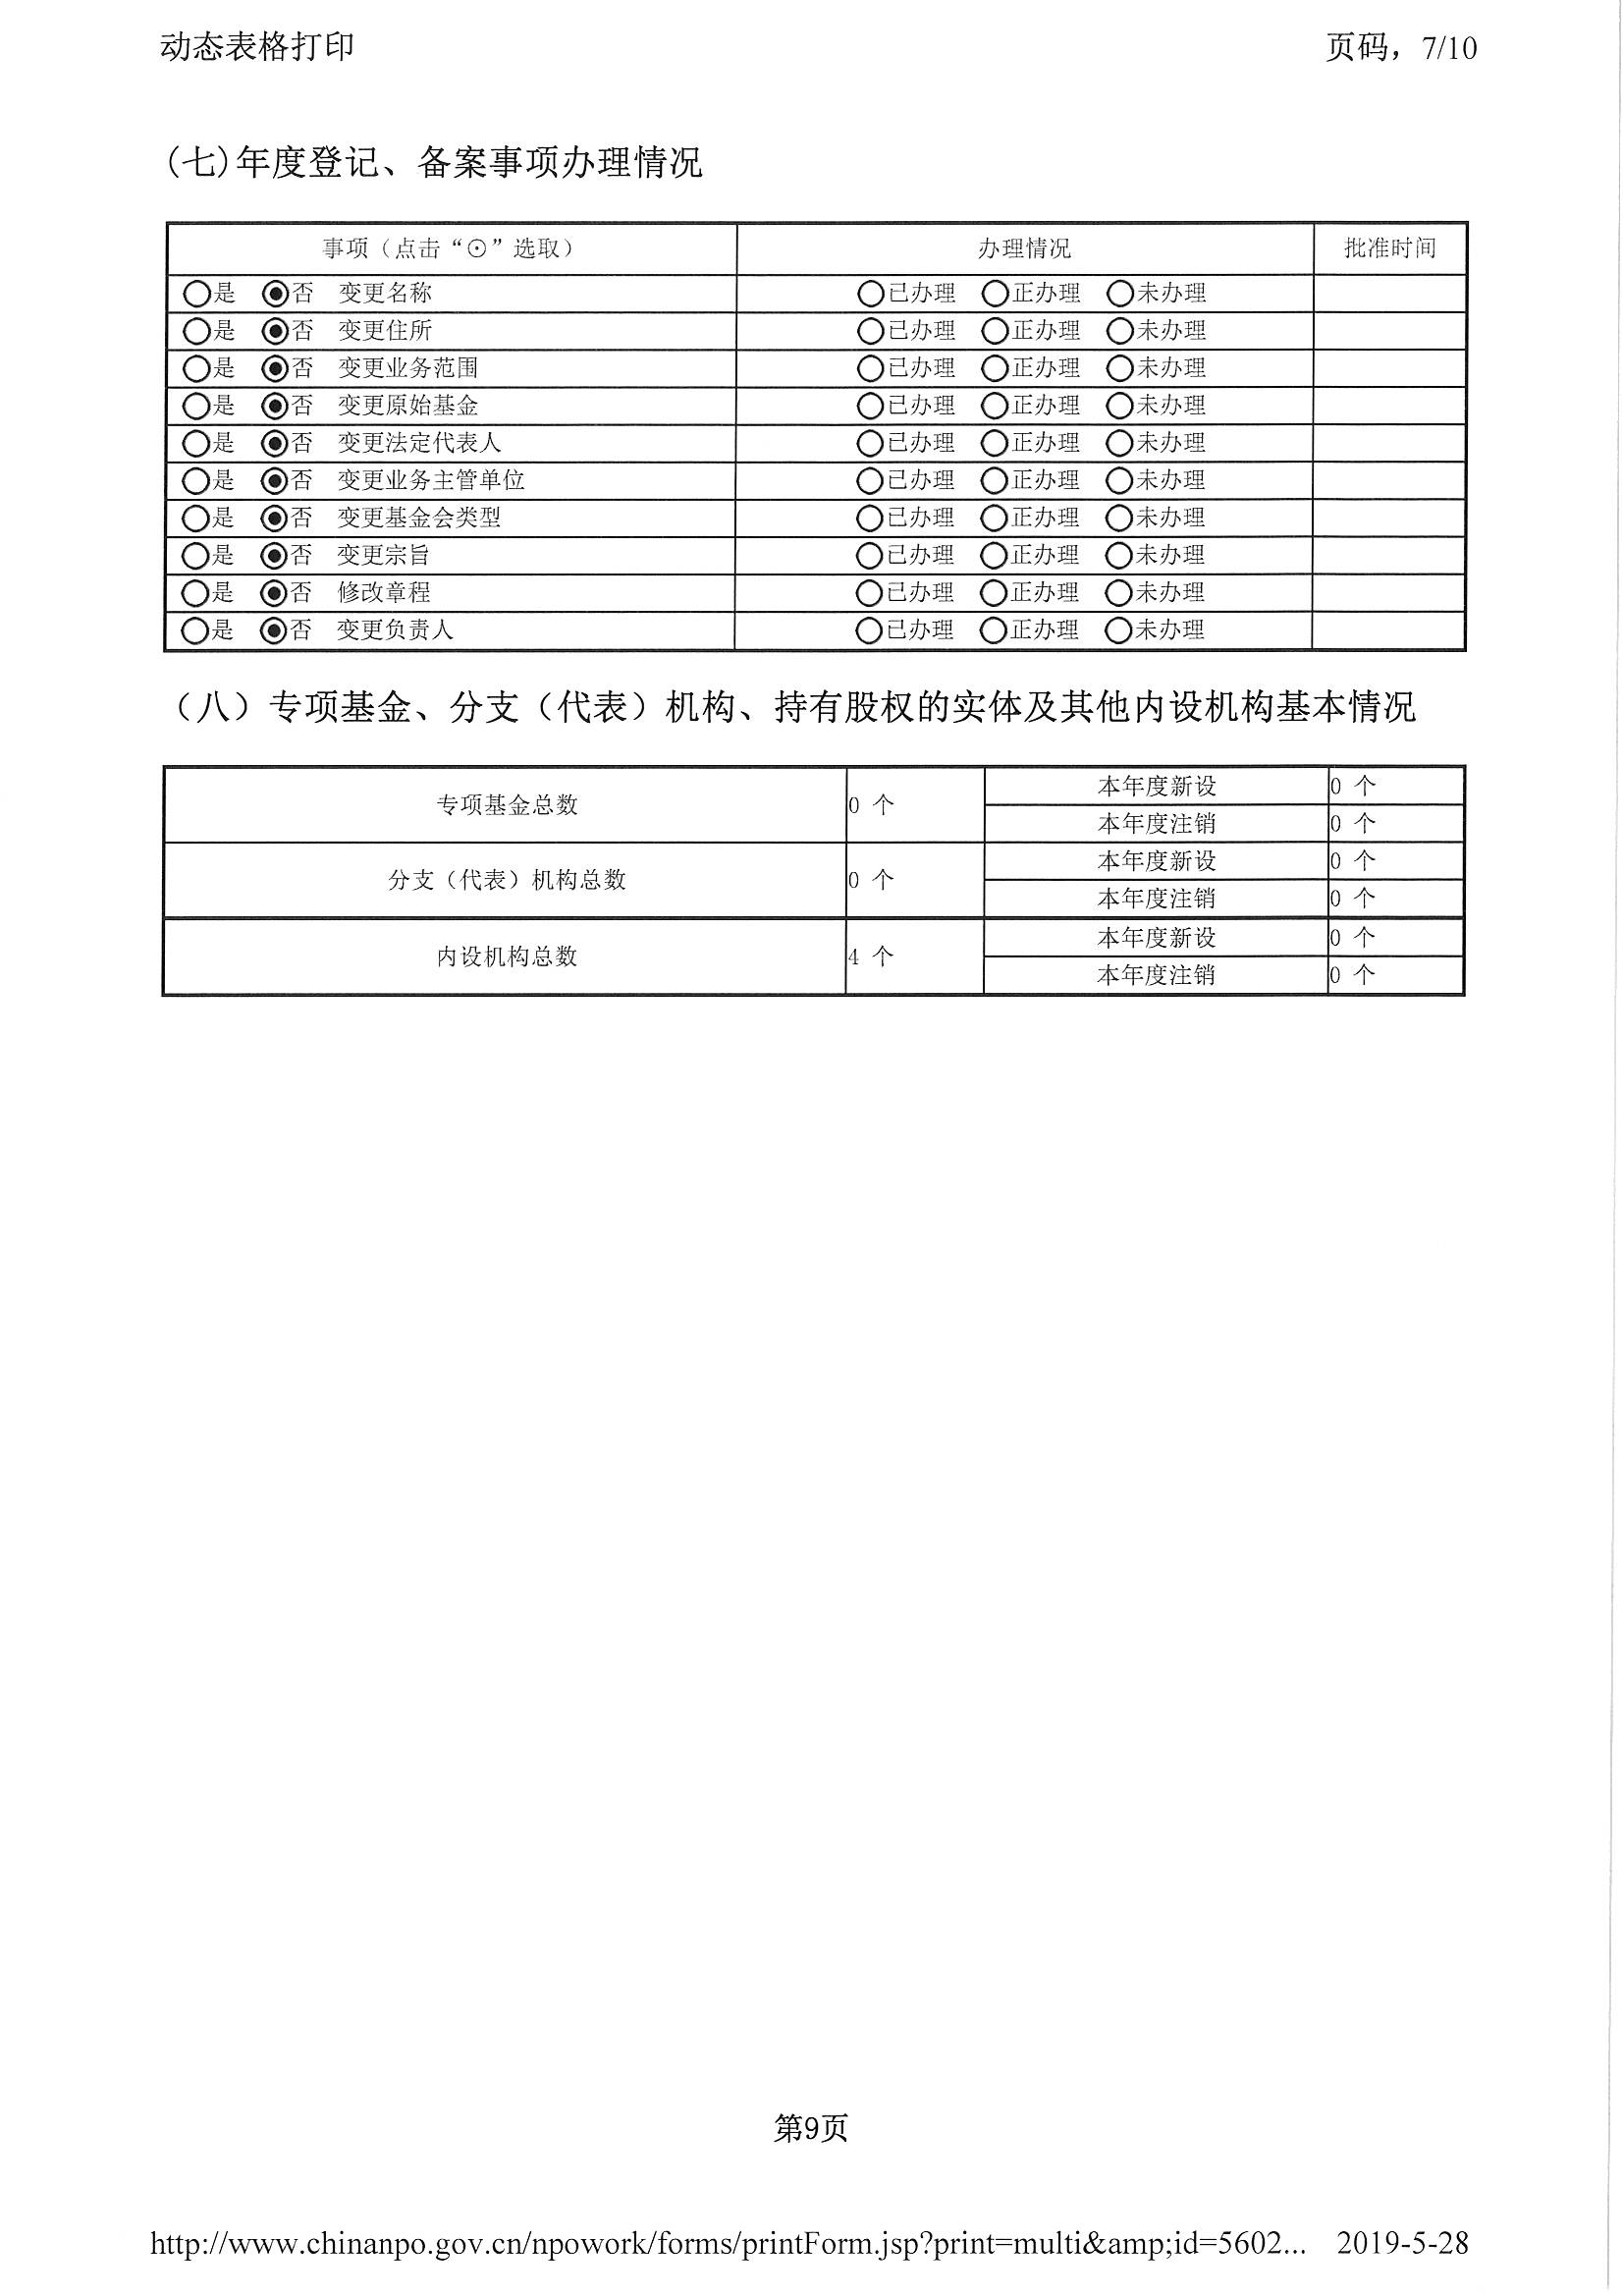 动态表格打印 页码，7/10
(七)年度登记、备案事项办理情况
事项（点击“⊙”选取） 办理情况 批准时间
○是 ◉否 变更名称 ○已办理 ○正办理 ○未办理
○是 ◉否 变更住所 ○已办理 ○正办理 ○未办理
○是 ◉否 变更业务范围 ○已办理 ○正办理 ○未办理
○是 ◉否 变更原始基金 ○已办理 ○正办理 ○未办理
○是 ◉否 变更法定代表人 ○已办理 ○正办理 ○未办理
○是 ◉否 变更业务主管单位 ○已办理 ○正办理 ○未办理
○是 ◉否 变更基金会类型 ○已办理 ○正办理 ○未办理
○是 ◉否 变更宗旨 ○已办理 ○正办理 ○未办理
○是 ◉否 修改章程 ○已办理 ○正办理 ○未办理
○是 ◉否 变更负责人 ○已办理 ○正办理 ○未办理
（八）专项基金、分支（代表）机构、持有股权的实体及其他内设机构基本情况
专项基金总数 0 个 本年度新设 0 个
本年度注销 0 个
分支（代表）机构总数 0 个 本年度新设 0 个
本年度注销 0 个
内设机构总数 4 个 本年度新设 0 个
本年度注销 0 个
第9页
http://www.chinanpo.gov.cn/npowork/forms/printForm.jsp?print=multi&amp;id=5602... 2019-5-28